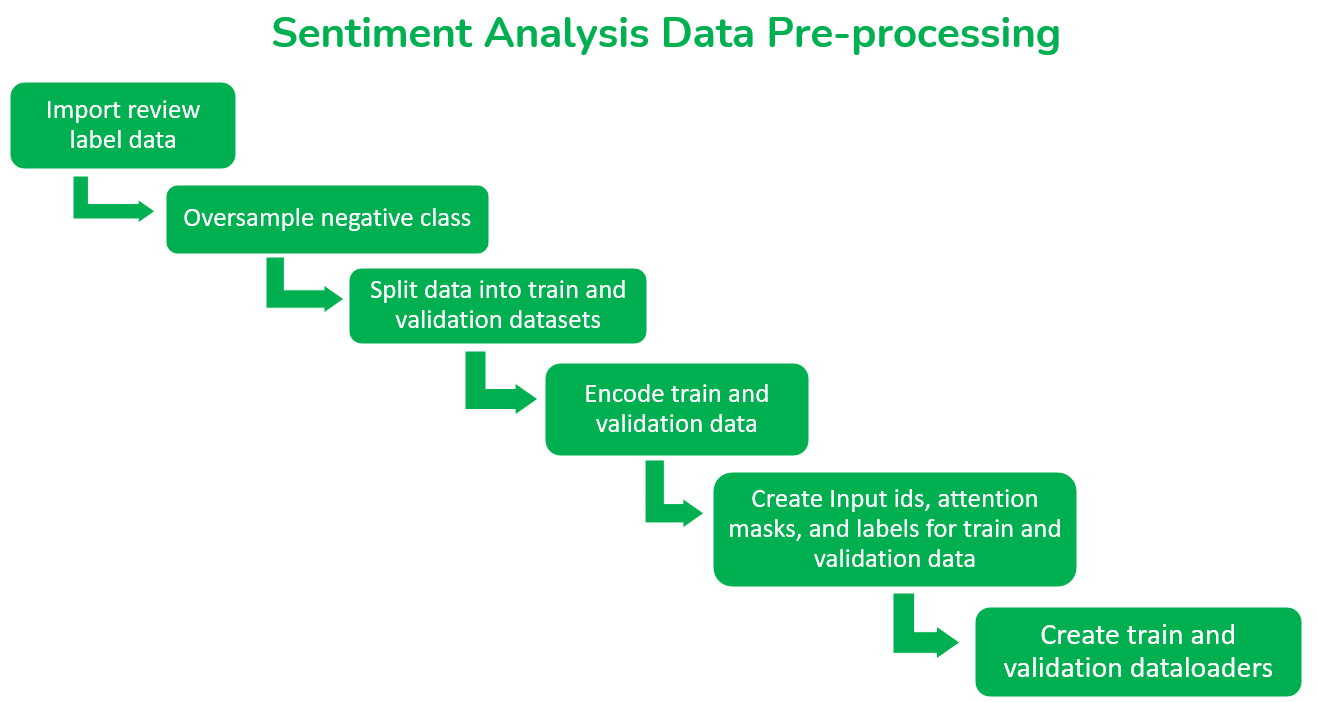 Sentiment Analysis Data Pre-processing
Import review
label data
Oversample negative class
Split data into train and
validation datasets
Encode train and
validation data
Create Input ids, attention
masks, and labels for train and
validation data
Create train and
validation dataloaders